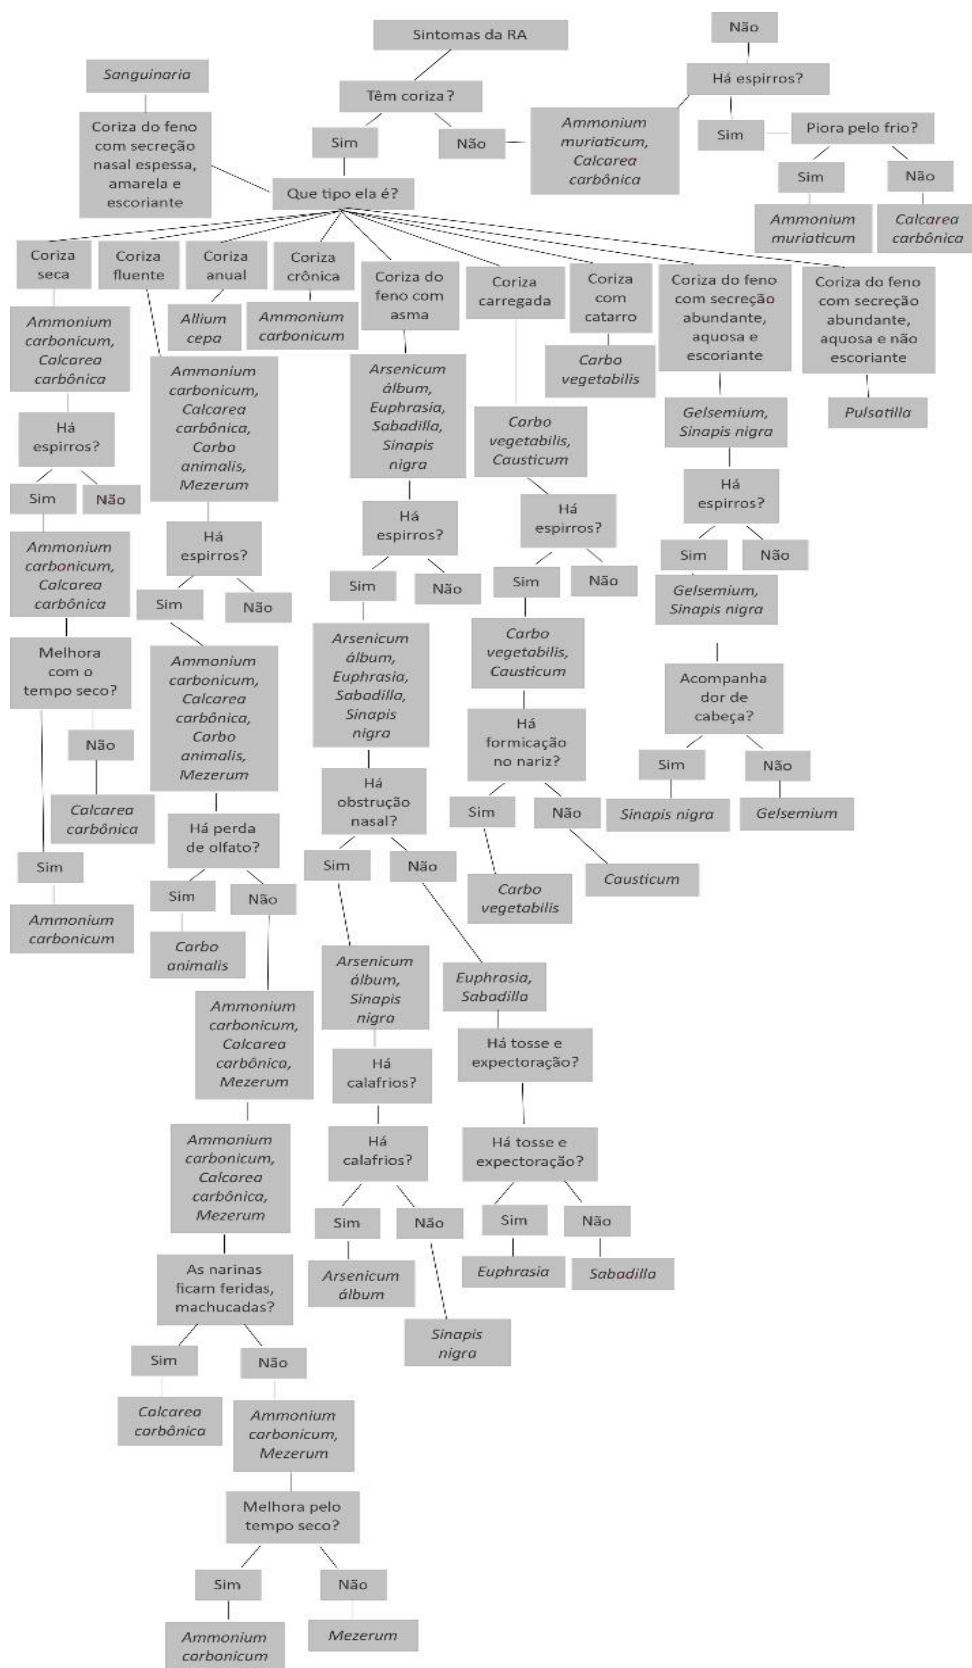 Sintomas da RA
Não
Sanguinaria
Têm coriza?
Há espirros?
Coriza do feno
com secreção
nasal espessa,
amarela e
escoriante
Sim
Não
Ammonium
muriaticum,
Calcarea
carbônica
Sim
Piora pelo frio?
Sim
Não
Ammonium
muriaticum
Calcarea
carbônica
Que tipo ela é?
Coriza
seca
Coriza
fluente
Coriza
anual
Coriza
crônica
Coriza do
feno com
asma
Coriza
carregada
Coriza
com
catarro
Coriza do feno
com secreção
abundante,
aquosa e
escoriante
Coriza do feno
com secreção
abundante,
aquosa e não
escoriante
Ammonium
carbonicum,
Calcarea
carbônica
Allium
cepa
Ammonium
carbonicum
Ammonium
carbonicum,
Calcarea
carbônica,
Carbo
animalis,
Mezerum
Arsenicum
álbum,
Euphrasía,
Sabadilla,
Sinapis
nigra
Carbo
vegetabilis,
Causticum
Carbo
vegetabilis
Gelsemium,
Sinapis nigra
Pulsatilla
Há
espirros?
Sim
Não
Há
espirros?
Sim
Não
Há
espirros?
Sim
Não
Há
espirros?
Sim
Não
Há
espirros?
Sim
Não
Ammonium
carbonicum,
Calcarea
carbônica
Ammonium
carbonicum,
Calcarea
carbônica,
Carbo
animalis,
Mezerum
Arsenicum
álbum,
Euphrasia,
Sabadilla,
Sinapis
nigra
Carbo
vegetabilis,
Causticum
Gelsemium,
Sinapis nigra
Melhora
com o
tempo seco?
Não
Calcarea
carbônica
Sim
Ammonium
carbonicum
Há perda
de olfato?
Sim
Não
Carbo
animalis
Ammonium
carbonicum,
Calcarea
carbônica,
Mezerum
Ammonium
carbonicum,
Calcarea
carbônica,
Mezerum
As narinas
ficam feridas,
machucadas?
Sim
Não
Calcarea
carbônica
Ammonium
carbonicum,
Mezerum
Melhora pelo
tempo seco?
Sim
Não
Ammonium
carbonicum
Mezerum
Há
obstrução
nasal?
Sim
Não
Arsenicum
álbum,
Sinapis
nigra
Há
calafrios?
Há
calafrios?
Sim
Não
Arsenicum
álbum
Sinapis
nigra
Euphrasia,
Sabadilla
Há tosse e
expectoração?
Há tosse e
expectoração?
Sim
Não
Euphrasia
Sabadilla
Há
formicação
no nariz?
Sim
Não
Carbo
vegetabilis
Causticum
Acompanha
dor de
cabeça?
Sim
Não
Sinapis nigra
Gelsemium